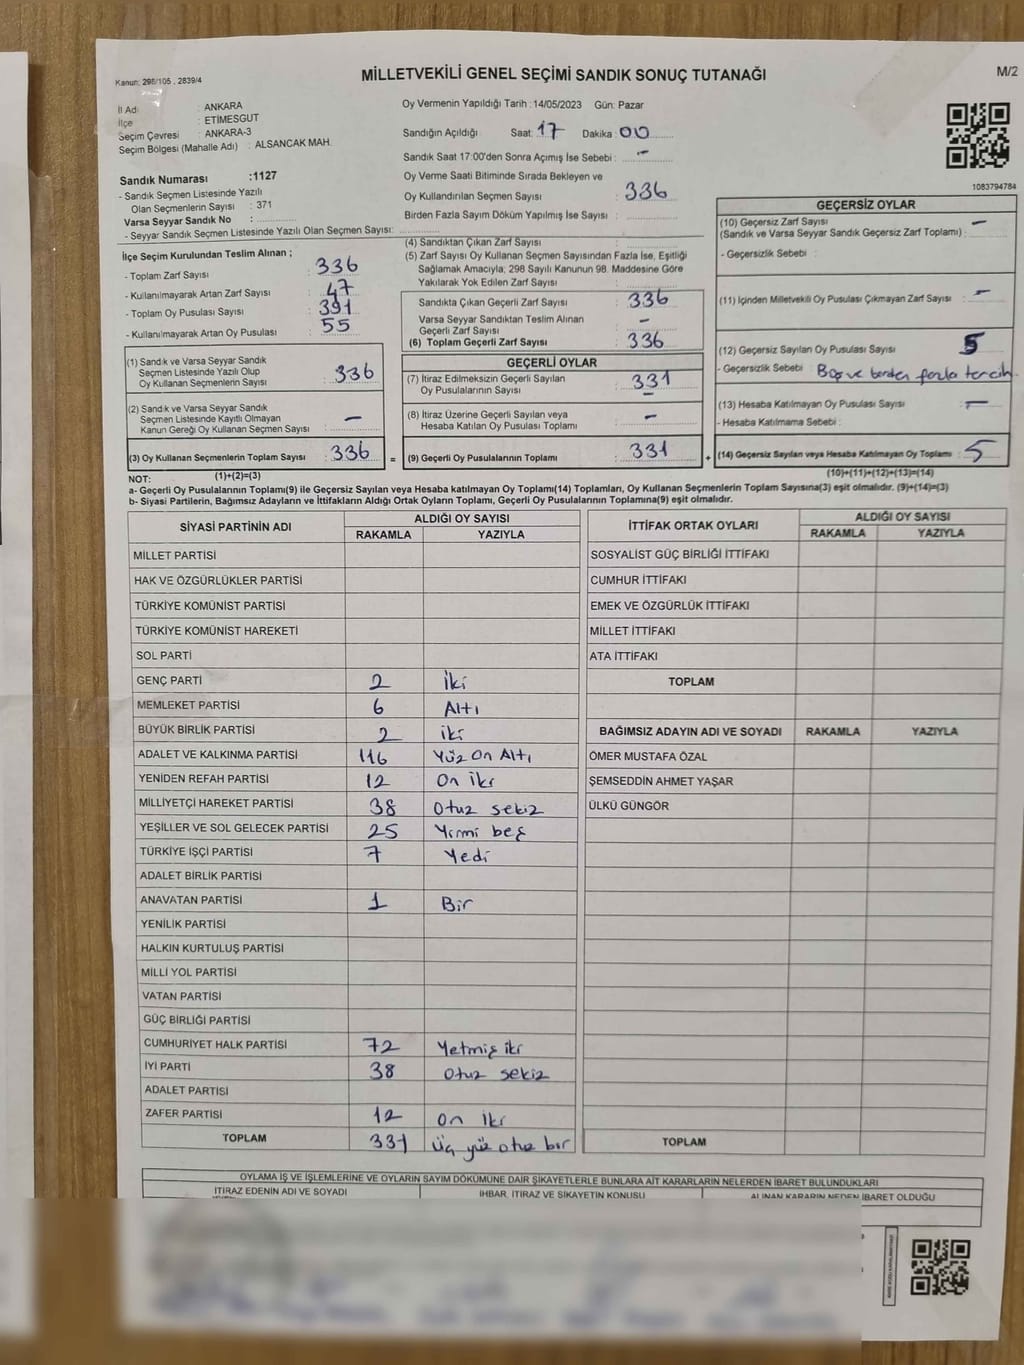 MİLLETVEKİLİ GENEL SEÇİMİ SANDIK SONUÇ TUTANAĞI
M/2
Kanun: 298/105 , 2839/4
İl Adı : ANKARA
İlçe : ETİMESGUT
Seçim Çevresi : ANKARA-3
Seçim Bölgesi (Mahalle Adı) : ALSANCAK MAH.
Sandık Numarası :1127
- Sandık Seçmen Listesinde Yazılı
Olan Seçmenlerin Sayısı : 371
Varsa Seyyar Sandık No :
- Seyyar Sandık Seçmen Listesinde Yazılı Olan Seçmen Sayısı:
Oy Vermenin Yapıldığı Tarih :14/05/2023 Gün: Pazar
Sandığın Açıldığı Saat: 17 Dakika : 00
Sandık Saat 17:00'den Sonra Açımış İse Sebebi : -
Oy Verme Saati Bitiminde Sırada Bekleyen ve
Oy Kullandırılan Seçmen Sayısı : 336
Birden Fazla Sayım Döküm Yapılmış İse Sayısı :
1083794784
İlçe Seçim Kurulundan Teslim Alınan ;
- Toplam Zarf Sayısı : 336
- Kullanılmayarak Artan Zarf Sayısı : 47
- Toplam Oy Pusulası Sayısı : 391
- Kullanılmayarak Artan Oy Pusulası : 55
(1) Sandık ve Varsa Seyyar Sandık
Seçmen Listesinde Yazılı Olup
Oy Kullanan Seçmenlerin Sayısı : 336
(2) Sandık ve Varsa Seyyar Sandık
Seçmen Listesinde Kayıtlı Olmayan
Kanun Gereği Oy Kullanan Seçmen Sayısı : -
(3) Oy Kullanan Seçmenlerin Toplam Sayısı : 336 =
(1)+(2)=(3)
(4) Sandıktan Çıkan Zarf Sayısı :
(5) Zarf Sayısı Oy Kullanan Seçmen Sayısından Fazla İse, Eşitliği
Sağlamak Amacıyla; 298 Sayılı Kanunun 98. Maddesine Göre
Yakılarak Yok Edilen Zarf Sayısı :
Sandıkta Çıkan Geçerli Zarf Sayısı : 336
Varsa Seyyar Sandıktan Teslim Alınan
Geçerli Zarf Sayısı : -
(6) Toplam Geçerli Zarf Sayısı : 336
GEÇERLİ OYLAR
(7) İtiraz Edilmeksizin Geçerli Sayılan
Oy Pusulalarının Sayısı : 331
(8) İtiraz Üzerine Geçerli Sayılan veya
Hesaba Katılan Oy Pusulası Toplamı : -
(9) Geçerli Oy Pusulalarının Toplamı : 331 +
GEÇERSİZ OYLAR
(10) Geçersiz Zarf Sayısı
(Sandık ve Varsa Seyyar Sandık Geçersiz Zarf Toplamı) : -
- Geçersizlik Sebebi :
(11) İçinden Milletvekili Oy Pusulası Çıkmayan Zarf Sayısı : -
(12) Geçersiz Sayılan Oy Pusulası Sayısı : 5
- Geçersizlik Sebebi : Boş ve birden fazla tercih.
(13) Hesaba Katılmayan Oy Pusulası Sayısı : -
- Hesaba Katılmama Sebebi :
(14) Geçersiz Sayılan veya Hesaba Katılmayan Oy Toplamı : 5
(10)+(11)+(12)+(13)=(14)
NOT:
a- Geçerli Oy Pusulalarının Toplamı(9) ile Geçersiz Sayılan veya Hesaba katılmayan Oy Toplamı(14) Toplamları, Oy Kullanan Seçmenlerin Toplam Sayısına(3) eşit olmalıdır. (9)+(14)=(3)
b- Siyasi Partilerin, Bağımsız Adayların ve İttifakların Aldığı Ortak Oyların Toplamı, Geçerli Oy Pusulalarının Toplamına(9) eşit olmalıdır.
SİYASİ PARTİNİN ADI ALDIĞI OY SAYISI
RAKAMLA YAZIYLA
MİLLET PARTİSİ
HAK VE ÖZGÜRLÜKLER PARTİSİ
TÜRKİYE KOMÜNİST PARTİSİ
TÜRKİYE KOMÜNİST HAREKETİ
SOL PARTİ
GENÇ PARTİ 2 İki
MEMLEKET PARTİSİ 6 Altı
BÜYÜK BİRLİK PARTİSİ 2 iki
ADALET VE KALKINMA PARTİSİ 116 Yüz On Altı
YENİDEN REFAH PARTİSİ 12 On iki
MİLLİYETÇİ HAREKET PARTİSİ 38 Otuz sekiz
YEŞİLLER VE SOL GELECEK PARTİSİ 25 Yirmi beş
TÜRKİYE İŞÇİ PARTİSİ 7 Yedi
ADALET BİRLİK PARTİSİ
ANAVATAN PARTİSİ 1 Bir
YENİLİK PARTİSİ
HALKIN KURTULUŞ PARTİSİ
MİLLİ YOL PARTİSİ
VATAN PARTİSİ
GÜÇ BİRLİĞİ PARTİSİ
CUMHURİYET HALK PARTİSİ 72 Yetmiş iki
İYİ PARTİ 38 Otuz sekiz
ADALET PARTİSİ
ZAFER PARTİSİ 12 On iki
TOPLAM 331 Üç yüz otuz bir
İTTİFAK ORTAK OYLARI ALDIĞI OY SAYISI
RAKAMLA YAZIYLA
SOSYALİST GÜÇ BİRLİĞİ İTTİFAKI
CUMHUR İTTİFAKI
EMEK VE ÖZGÜRLÜK İTTİFAKI
MİLLET İTTİFAKI
ATA İTTİFAKI
TOPLAM
BAĞIMSIZ ADAYIN ADI VE SOYADI RAKAMLA YAZIYLA
ÖMER MUSTAFA ÖZAL
ŞEMSEDDİN AHMET YAŞAR
ÜLKÜ GÜNGÖR
TOPLAM
OYLAMA İŞ VE İŞLEMLERİNE VE OYLARIN SAYIM DÖKÜMÜNE DAİR ŞİKAYETLERLE BUNLARA AİT KARARLARIN NELERDEN İBARET BULUNDUKLARI
İTİRAZ EDENİN ADI VE SOYADI İHBAR, İTİRAZ VE ŞİKAYETİN KONUSU ALINAN KARARIN NEDEN İBARET OLDUĞU